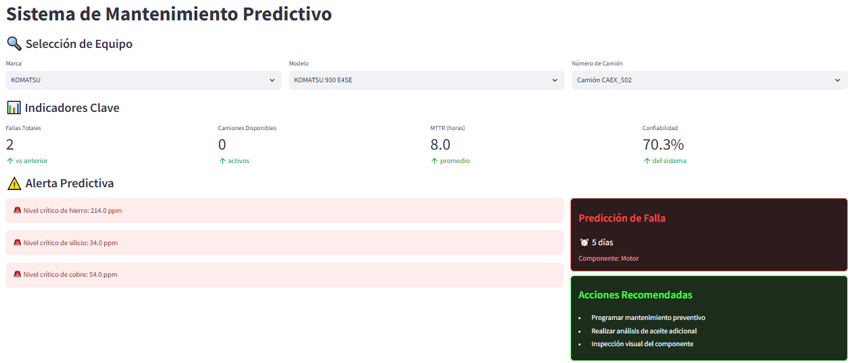 Sistema de Mantenimiento Predictivo
Selección de Equipo
Marca
Modelo
Número de Camión
KOMATSU
KOMATSU 930 E4SE
Camión CAEX_502
Indicadores Clave
Fallas Totales
Camiones Disponibles
MTTR (horas)
Confiabilidad
2
0
8.0
70.3%
↑ vs anterior
↑ activos
↑ promedio
↑ del sistema
Alerta Predictiva
Nivel crítico de hierro: 214.0 ppm
Nivel crítico de silicio: 34.0 ppm
Nivel crítico de cobre: 54.0 ppm
Predicción de Falla
5 días
Componente: Motor
Acciones Recomendadas
• Programar mantenimiento preventivo
• Realizar análisis de aceite adicional
• Inspección visual del componente